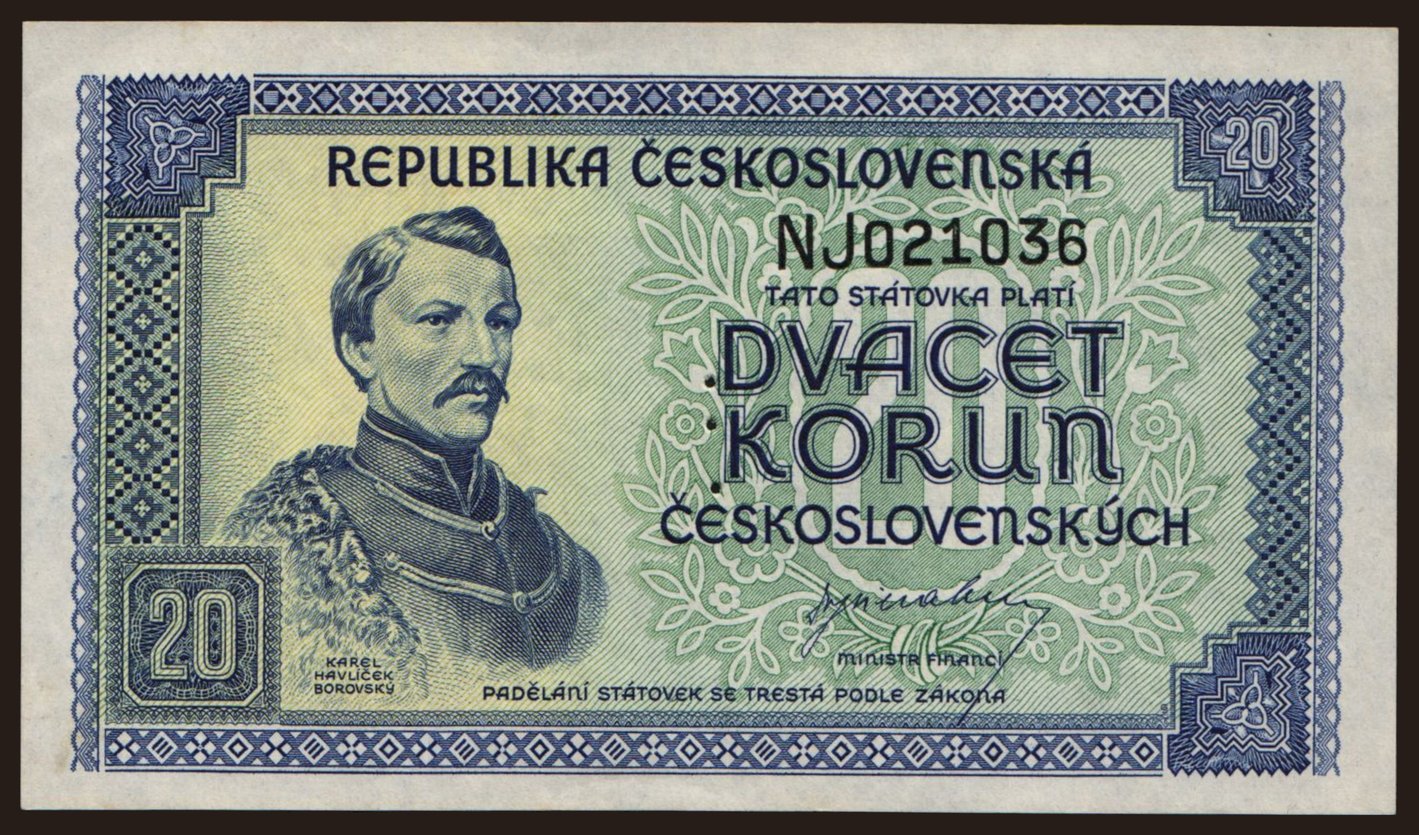 20
REPUBLIKA ČESKOSLOVENSKÁ
NJ021036
TATO STÁTOVKA PLATÍ
DVACET
KORUN
ČESKOSLOVENSKÝCH
20
MINISTR FINANCÍ
KAREL
HAVLÍČEK
BOROVSKÝ
PADĚLÁNÍ STÁTOVEK SE TRESTÁ PODLE ZÁKONA
20